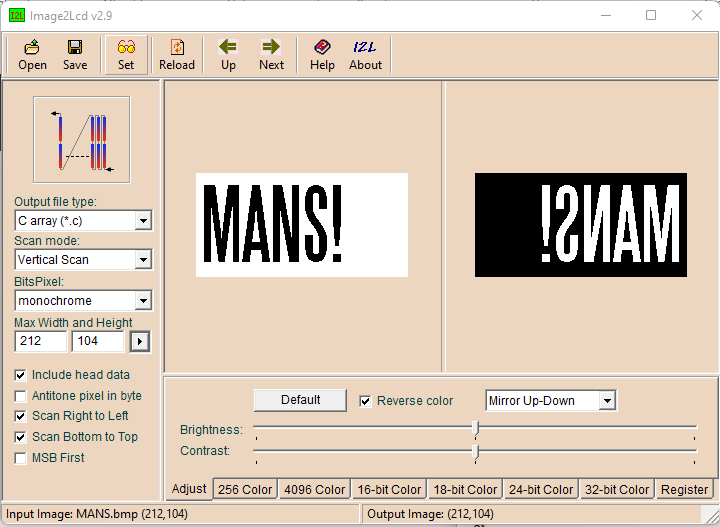 I2L Image2Lcd v2.9
Open Save Set Reload Up Next Help I2L About
Output file type:
C array (*.c)
Scan mode:
Vertical Scan
BitsPixel:
monochrome
Max Width and Height
212 104
Include head data
Antitone pixel in byte
Scan Right to Left
Scan Bottom to Top
MSB First
MANS!
MANS!
Default Reverse color Mirror Up-Down
Brightness:
Contrast:
Adjust 256 Color 4096 Color 16-bit Color 18-bit Color 24-bit Color 32-bit Color Register
Input Image: MANS.bmp (212,104) Output Image: (212,104)